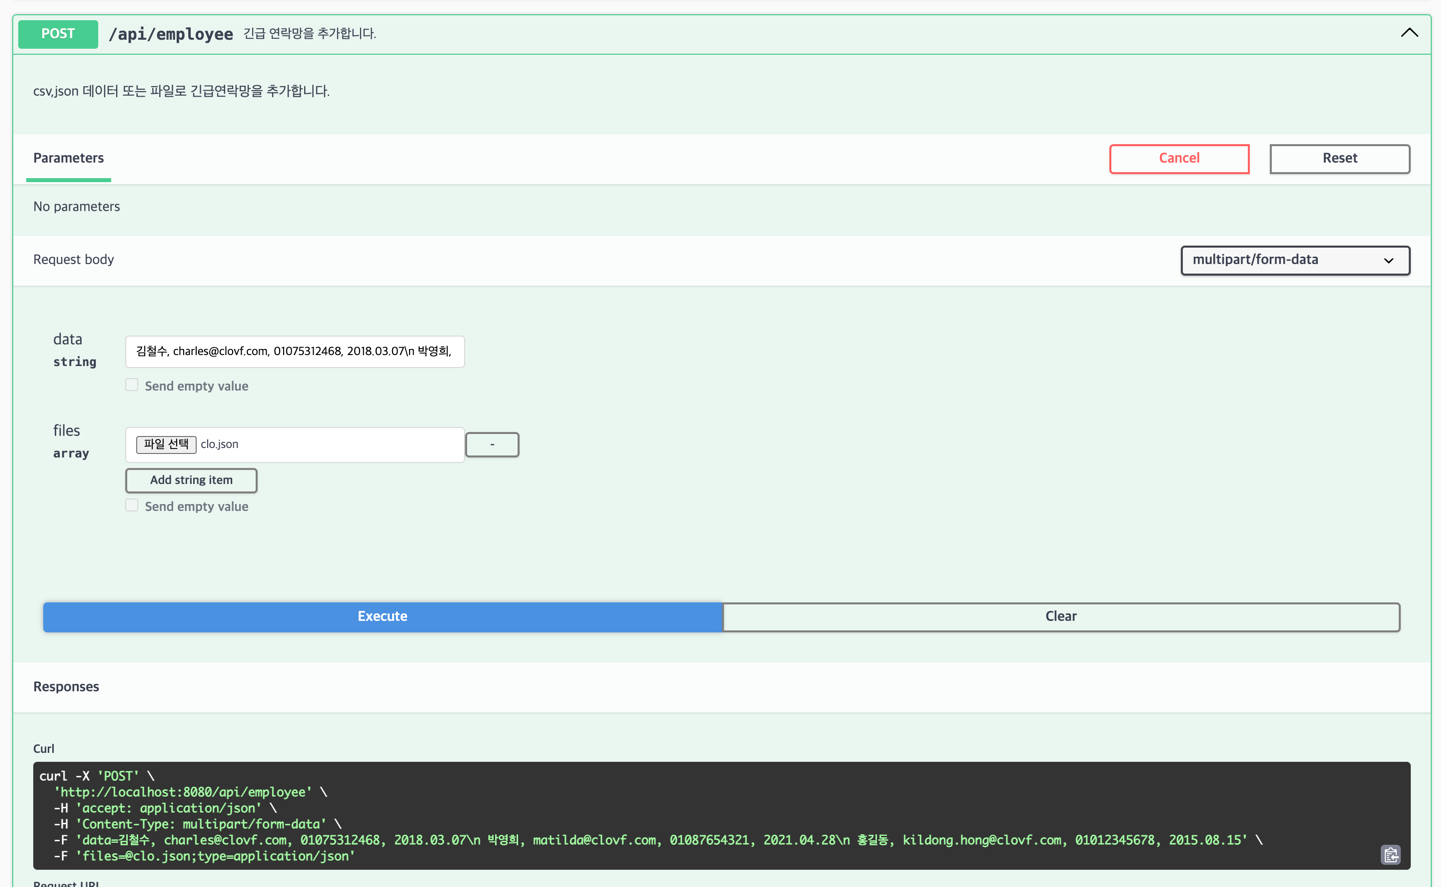 POST /api/employee 긴급 연락망을 추가합니다.
csv,json 데이터 또는 파일로 긴급연락망을 추가합니다.
Parameters
Cancel
Reset
No parameters
Request body
multipart/form-data
data
string
김철수, charles@clovf.com, 01075312468, 2018.03.07\n 박영희,
Send empty value
files
array
파일 선택 clo.json
-
Add string item
Send empty value
Execute
Clear
Responses
Curl
curl -X 'POST' \
'http://localhost:8080/api/employee' \
-H 'accept: application/json' \
-H 'Content-Type: multipart/form-data' \
-F 'data=김철수, charles@clovf.com, 01075312468, 2018.03.07\n 박영희, matilda@clovf.com, 01087654321, 2021.04.28\n 홍길동, kildong.hong@clovf.com, 01012345678, 2015.08.15' \
-F 'files=@clo.json;type=application/json'
Request URL